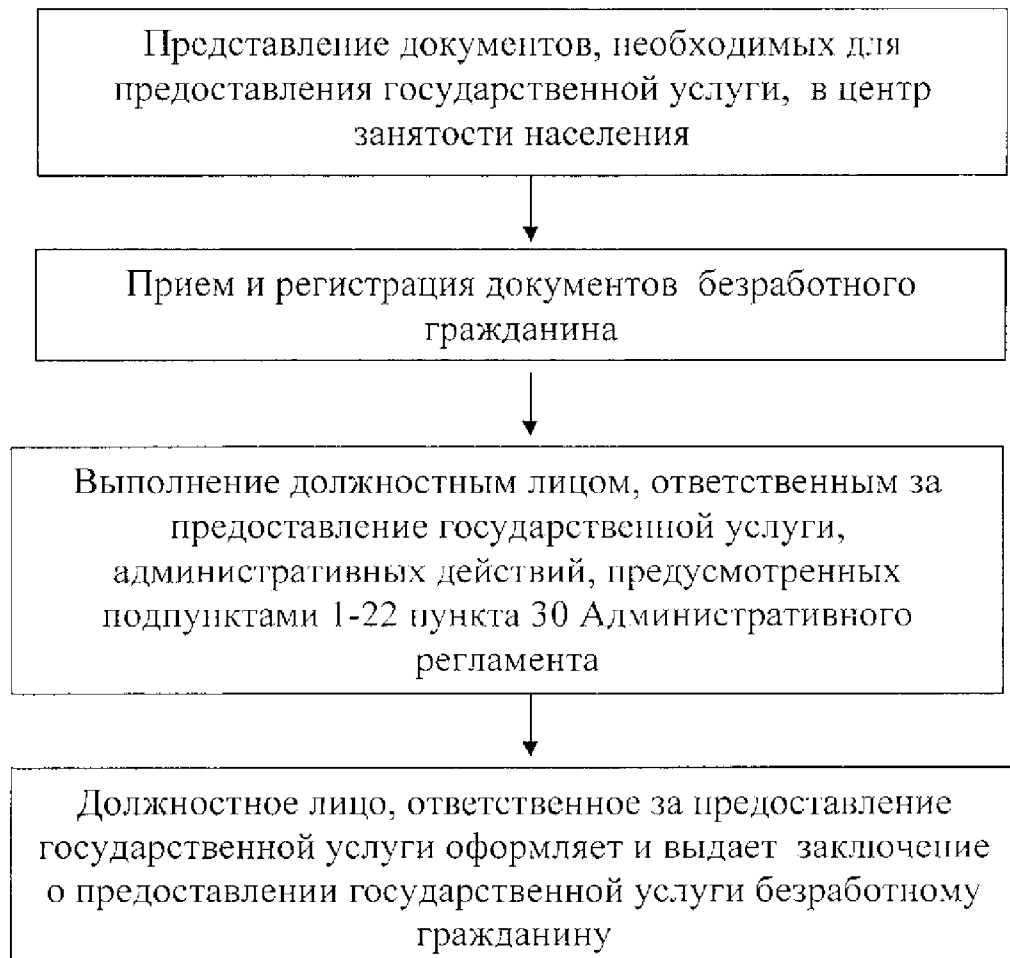 Представление документов, необходимых для
предоставления государственной услуги, в центр
занятости населения
Прием и регистрация документов безработного
гражданина
Выполнение должностным лицом, ответственным за
предоставление государственной услуги,
административных действий, предусмотренных
подпунктами 1-22 пункта 30 Административного
регламента
Должностное лицо, ответственное за предоставление
государственной услуги оформляет и выдает заключение
о предоставлении государственной услуги безработному
гражданину